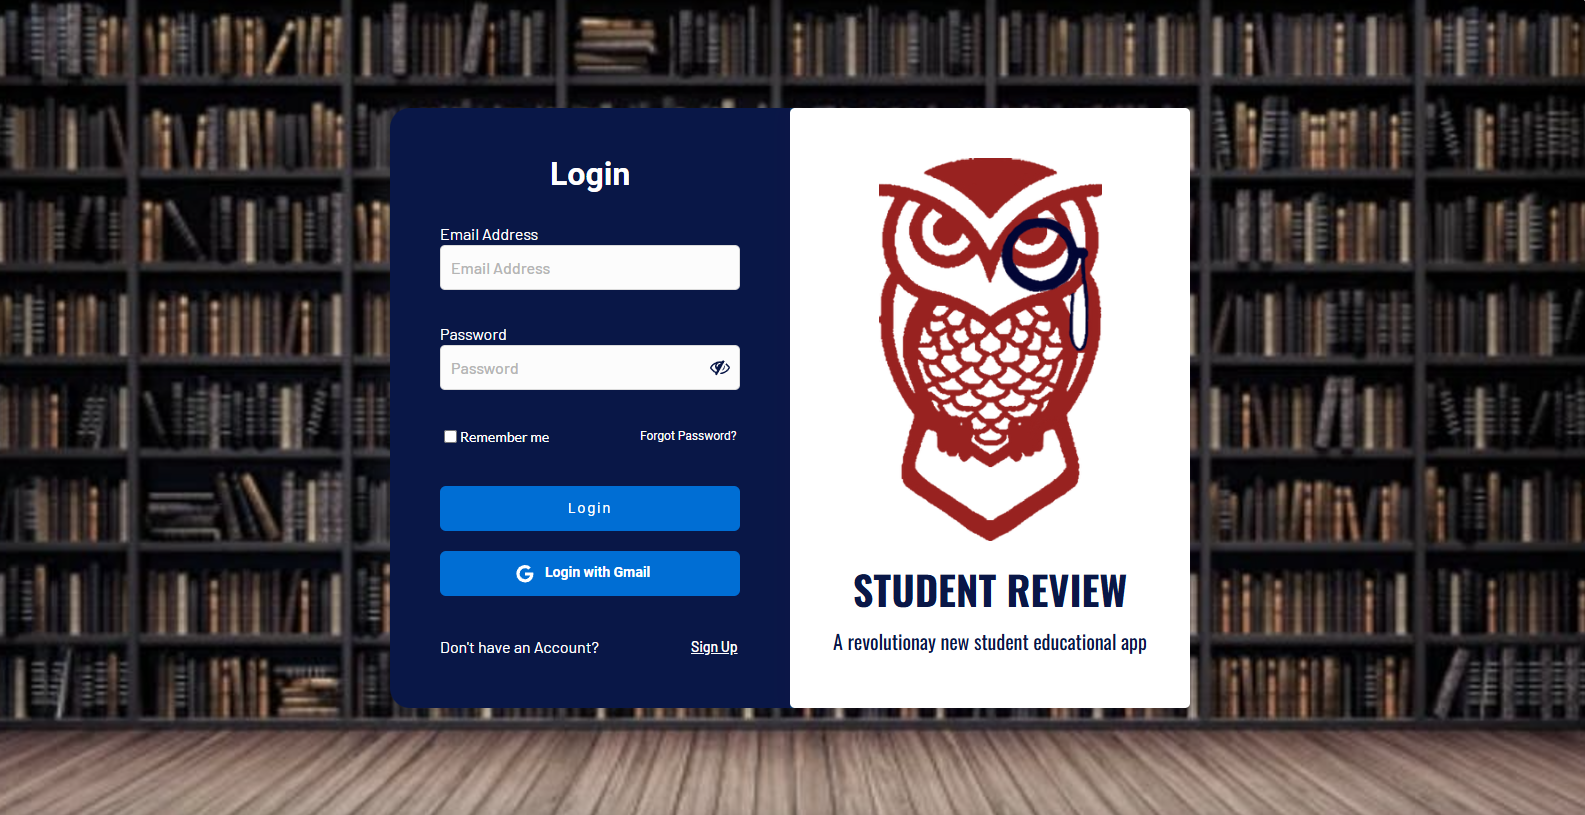 Login
Email Address
Email Address
Password
Password
Remember me
Forgot Password?
Login
Login with Gmail
Don't have an Account?
Sign Up
STUDENT REVIEW
A revolutionay new student educational app